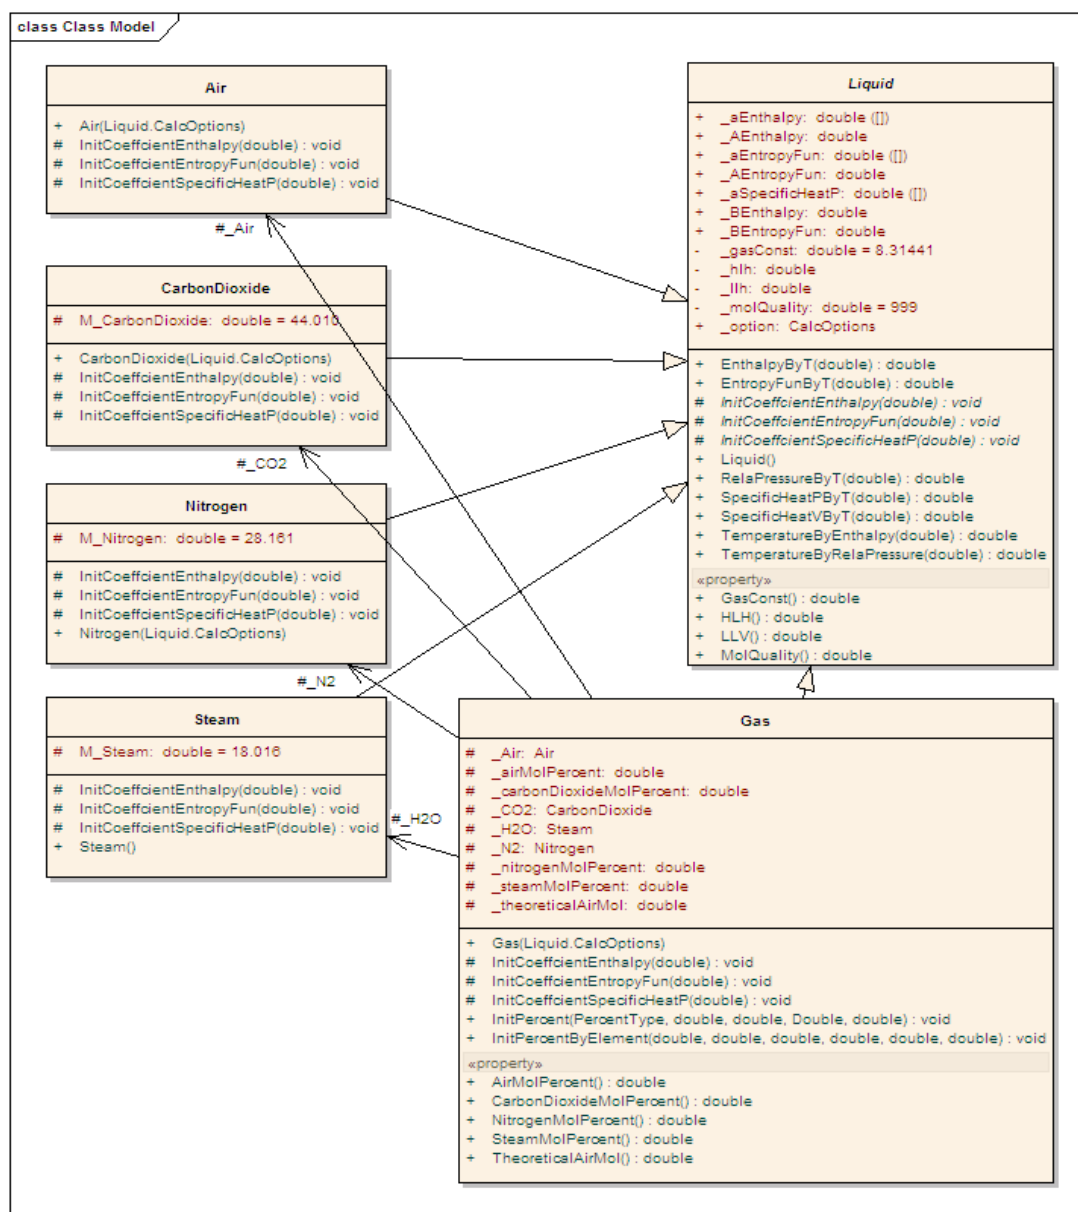 class Class Model
Air
+ Air(Liquid.CalcOptions)
# InitCoeffcientEnthalpy(double) : void
# InitCoeffcientEntropyFun(double) : void
# InitCoeffcientSpecificHeatP(double) : void
#_Air
CarbonDioxide
# M_CarbonDioxide: double = 44.010
+ CarbonDioxide(Liquid.CalcOptions)
# InitCoeffcientEnthalpy(double) : void
# InitCoeffcientEntropyFun(double) : void
# InitCoeffcientSpecificHeatP(double) : void
#_CO2
Nitrogen
# M_Nitrogen: double = 28.161
# InitCoeffcientEnthalpy(double) : void
# InitCoeffcientEntropyFun(double) : void
# InitCoeffcientSpecificHeatP(double) : void
+ Nitrogen(Liquid.CalcOptions)
#_N2
Steam
# M_Steam: double = 18.016
# InitCoeffcientEnthalpy(double) : void
# InitCoeffcientEntropyFun(double) : void
# InitCoeffcientSpecificHeatP(double) : void
+ Steam()
#_H2O
Liquid
+ _aEnthalpy: double ([])
+ _AEnthalpy: double
+ _aEntropyFun: double ([])
+ _AEntropyFun: double
+ _aSpecificHeatP: double ([])
+ _BEnthalpy: double
+ _BEntropyFun: double
- _gasConst: double = 8.31441
- _hlh: double
- _llh: double
- _molQuality: double = 999
+ _option: CalcOptions
+ EnthalpyByT(double) : double
+ EntropyFunByT(double) : double
# InitCoeffcientEnthalpy(double) : void
# InitCoeffcientEntropyFun(double) : void
# InitCoeffcientSpecificHeatP(double) : void
+ Liquid()
+ RelaPressureByT(double) : double
+ SpecificHeatPByT(double) : double
+ SpecificHeatVByT(double) : double
+ TemperatureByEnthalpy(double) : double
+ TemperatureByRelaPressure(double) : double
«property»
+ GasConst() : double
+ HLH() : double
+ LLV() : double
+ MolQuality() : double
Gas
# _Air: Air
# _airMolPercent: double
# _carbonDioxideMolPercent: double
# _CO2: CarbonDioxide
# _H2O: Steam
# _N2: Nitrogen
# _nitrogenMolPercent: double
# _steamMolPercent: double
# _theoreticalAirMol: double
+ Gas(Liquid.CalcOptions)
# InitCoeffcientEnthalpy(double) : void
# InitCoeffcientEntropyFun(double) : void
# InitCoeffcientSpecificHeatP(double) : void
+ InitPercent(PercentType, double, double, Double, double) : void
+ InitPercentByElement(double, double, double, double, double, double) : void
«property»
+ AirMolPercent() : double
+ CarbonDioxideMolPercent() : double
+ NitrogenMolPercent() : double
+ SteamMolPercent() : double
+ TheoreticalAirMol() : double